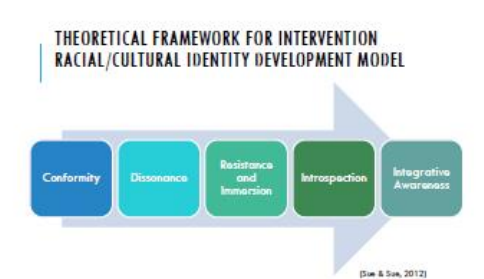 THEORETICAL FRAMEWORK FOR INTERVENTION
RACIAL/CULTURAL IDENTITY DEVELOPMENT MODEL
Conformity
Dissonance
Resistance
and
Immersion
Introspection
Integrative
Awareness
(Sue & Sue, 2012)